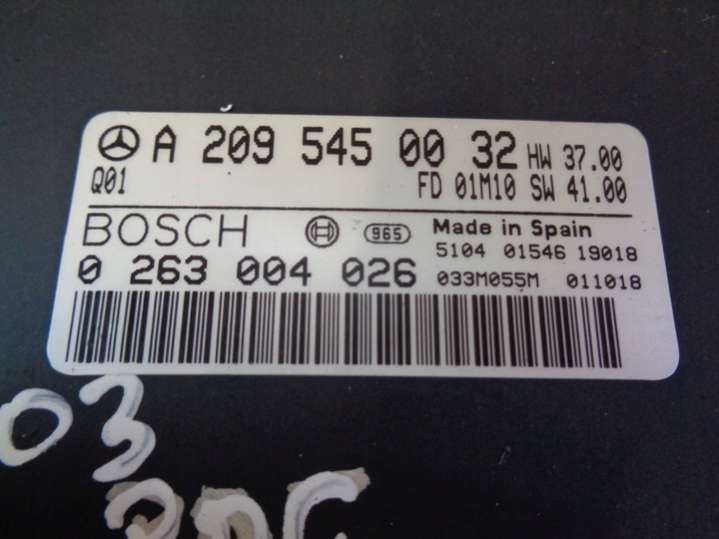 A 209 545 00 32 HW 37.00
Q01 FD 01M10 SW 41.00
BOSCH 965 Made in Spain
5104 01546 19018
0 263 004 026 033M055M 011018
03
PDC